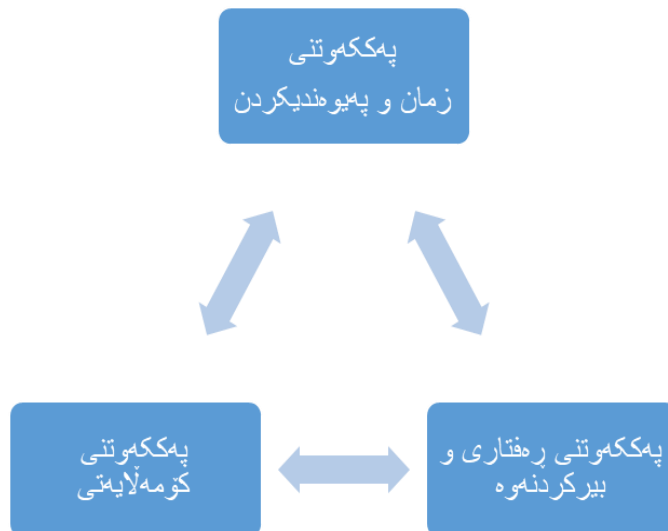 پەککەوتنی
زمان و پەیوەندیکردن
پەککەوتنی ڕەفتاری و
بیرکردنەوە
پەککەوتنی
کۆمەڵایەتی